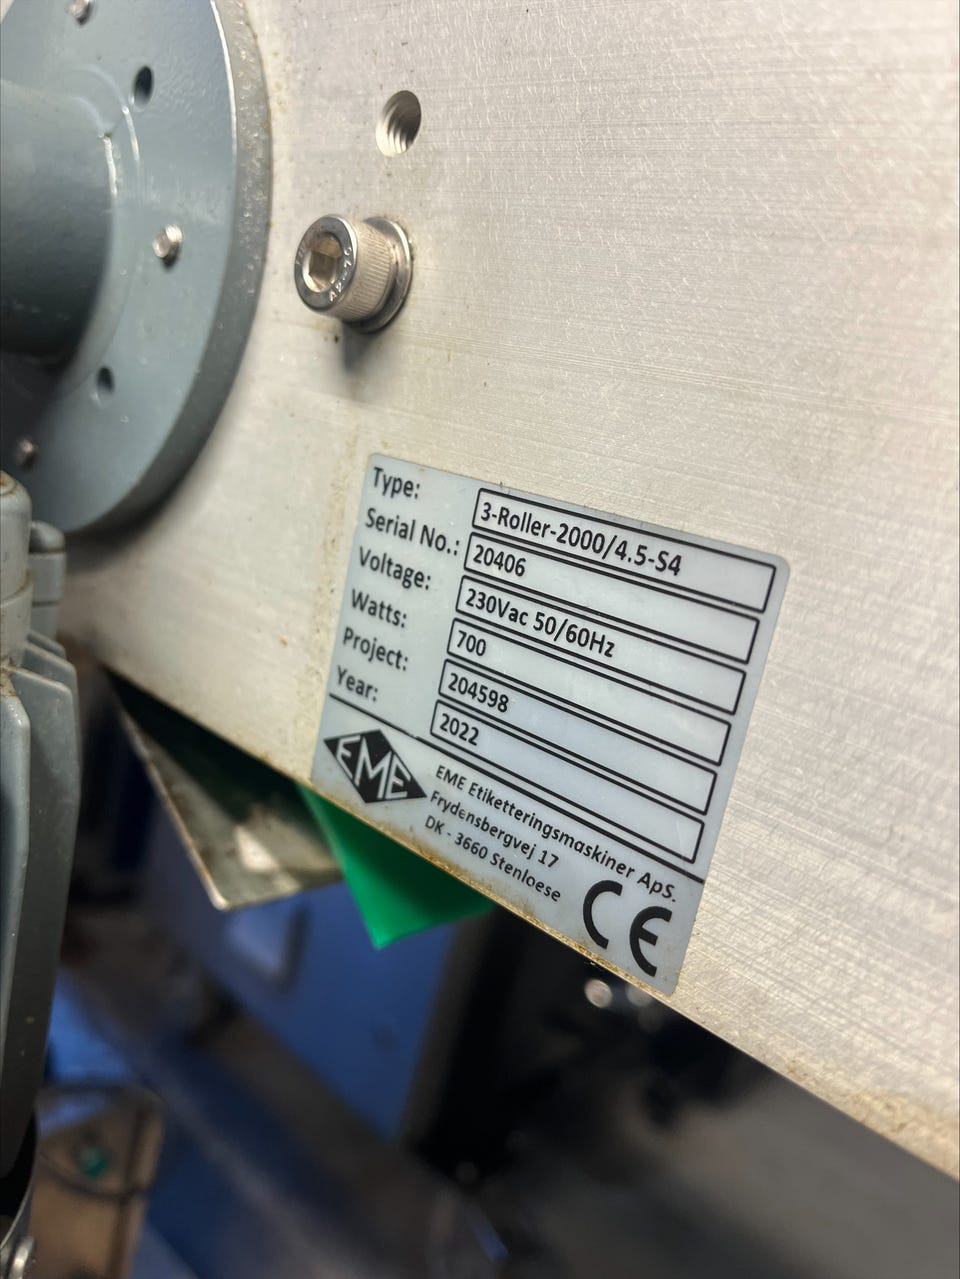 Type: 3-Roller-2000/4.5-S4
Serial No.: 20406
Voltage: 230Vac 50/60Hz
Watts: 700
Project: 204598
Year: 2022
EME
EME Etiketteringsmaskiner ApS.
Frydensbergvej 17
DK - 3660 Stenloese
CE